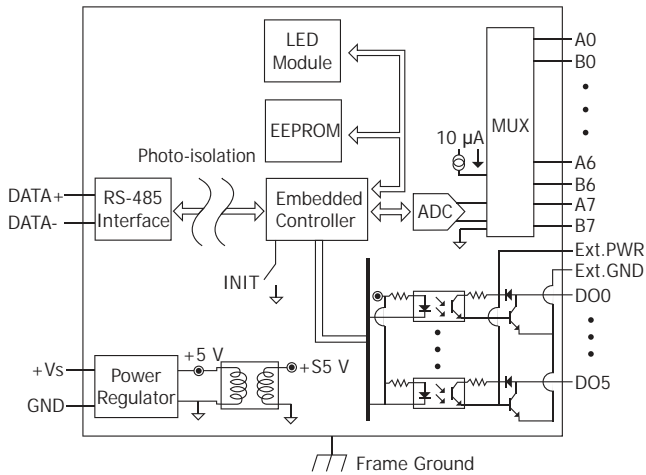 LED
Module
EEPROM
Photo-isolation
DATA+
DATA-
RS-485
Interface
Embedded
Controller
ADC
10 µA
MUX
A0
B0
A6
B6
A7
B7
Ext.PWR
Ext.GND
DO0
DO5
INIT
+Vs
GND
Power
Regulator
+5 V
+S5 V
Frame Ground